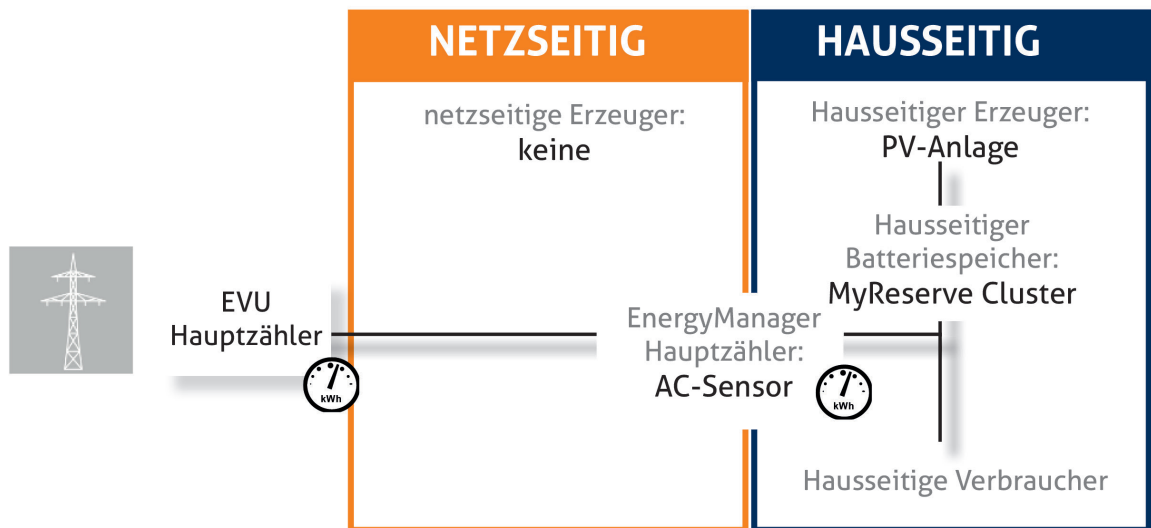 NETZSEITIG
HAUSSEITIG
netzseitige Erzeuger:
keine
Hausseitiger Erzeuger:
PV-Anlage
Hausseitiger
Batteriespeicher:
MyReserve Cluster
EVU
Hauptzähler
kWh
EnergyManager
Hauptzähler:
AC-Sensor
kWh
Hausseitige Verbraucher